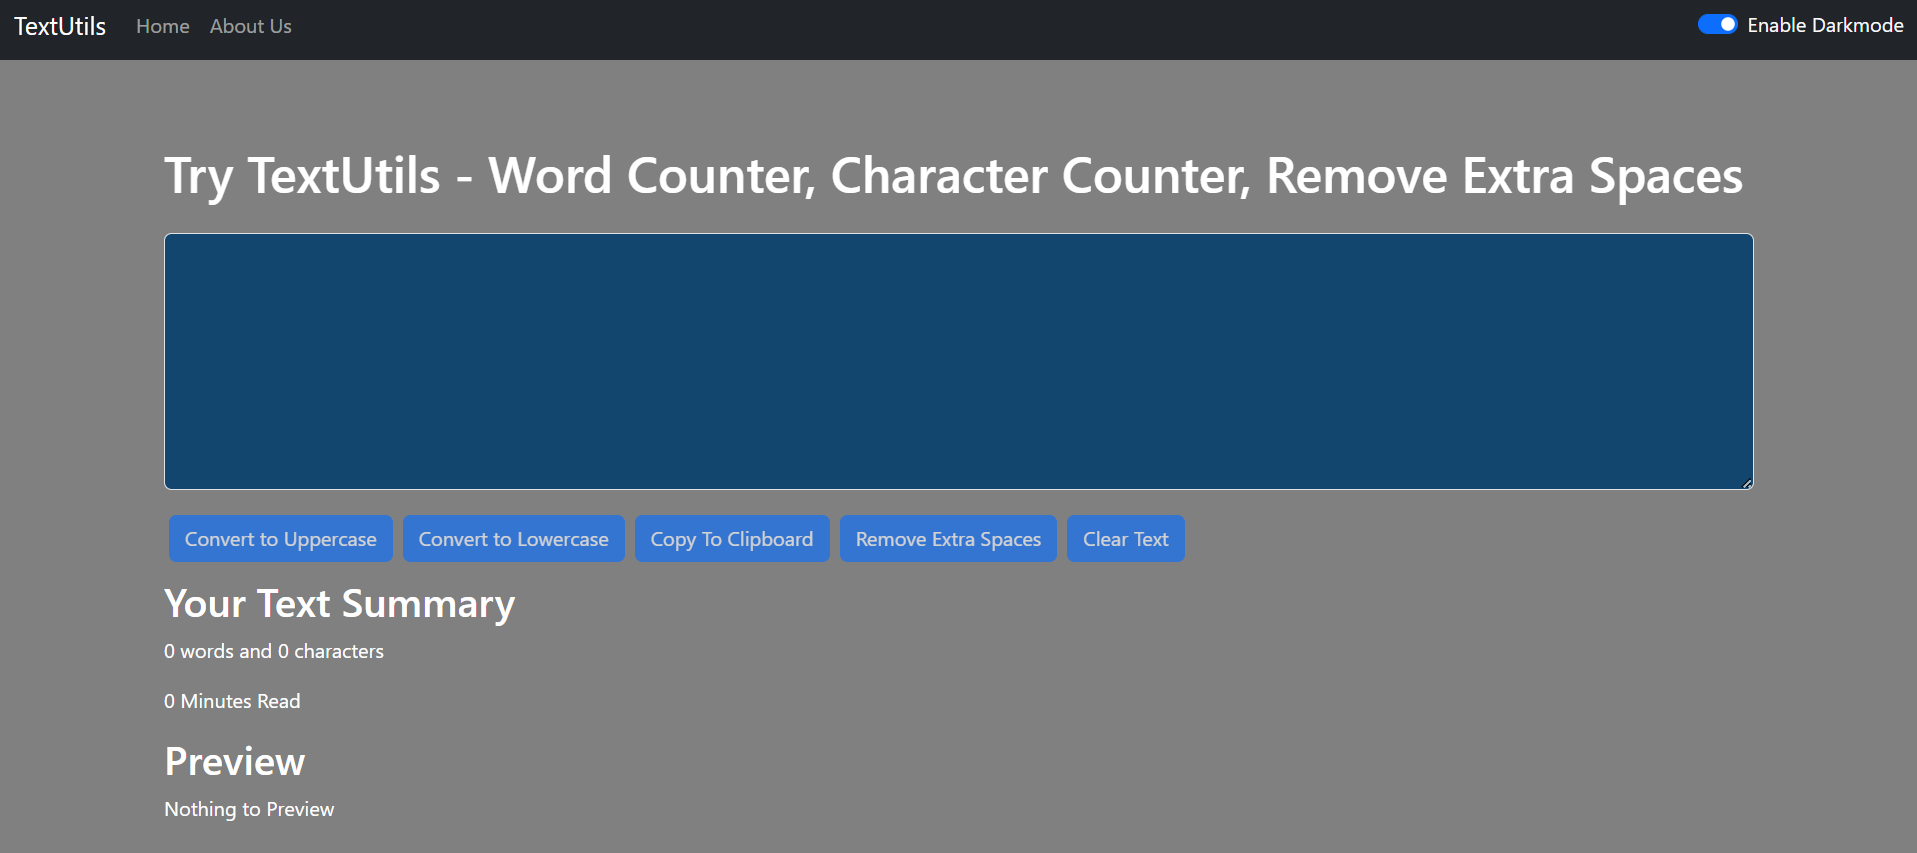 TextUtils Home About Us Enable Darkmode
Try TextUtils - Word Counter, Character Counter, Remove Extra Spaces
Convert to Uppercase Convert to Lowercase Copy To Clipboard Remove Extra Spaces Clear Text
Your Text Summary
0 words and 0 characters
0 Minutes Read
Preview
Nothing to Preview